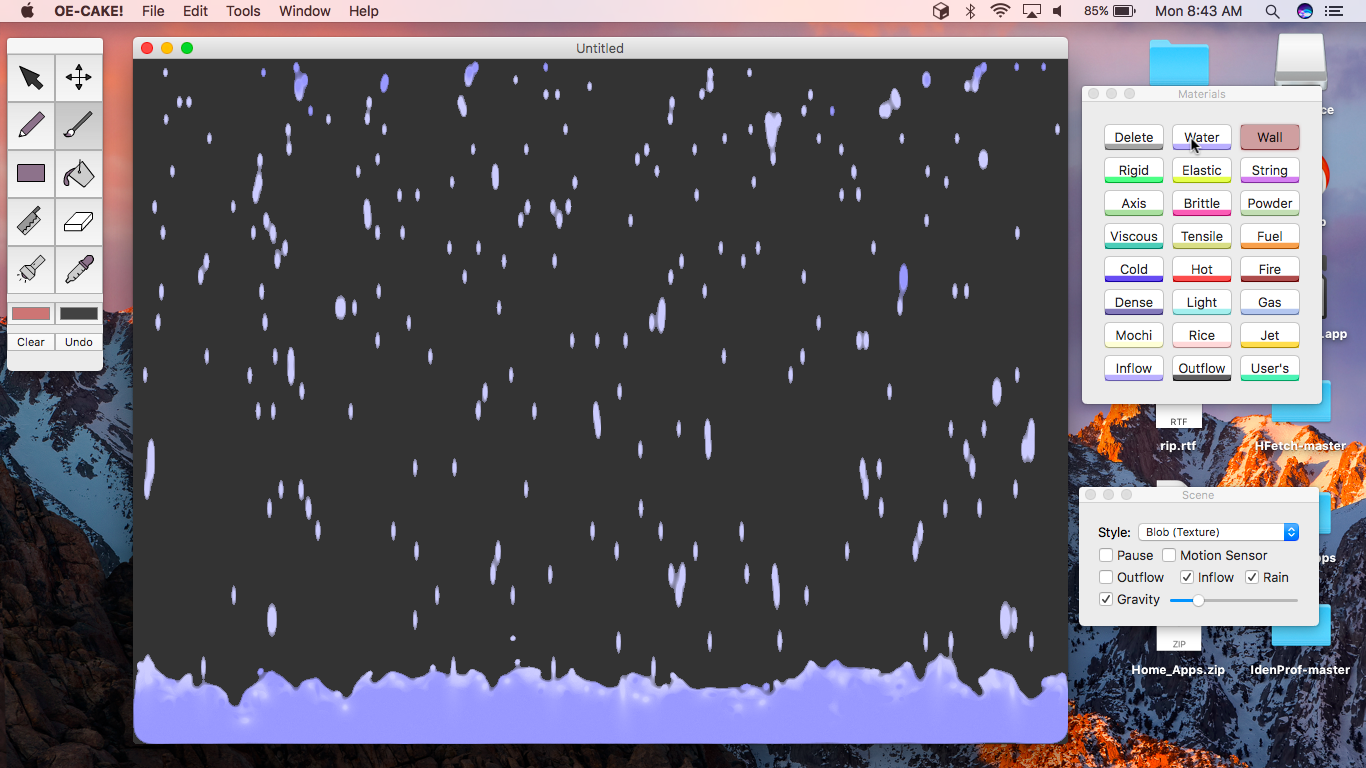 OE-CAKE! File Edit Tools Window Help 85% Mon 8:43 AM
Untitled
Clear Undo
Materials
Delete Water Wall
Rigid Elastic String
Axis Brittle Powder
Viscous Tensile Fuel
Cold Hot Fire
Dense Light Gas
Mochi Rice Jet
Inflow Outflow User's
ce
p
.app
RTF
rip.rtf HFetch-master
Scene
Style: Blob (Texture)
Pause Motion Sensor
Outflow Inflow Rain
Gravity
ps
ZIP
Home_Apps.zip IdenProf-master